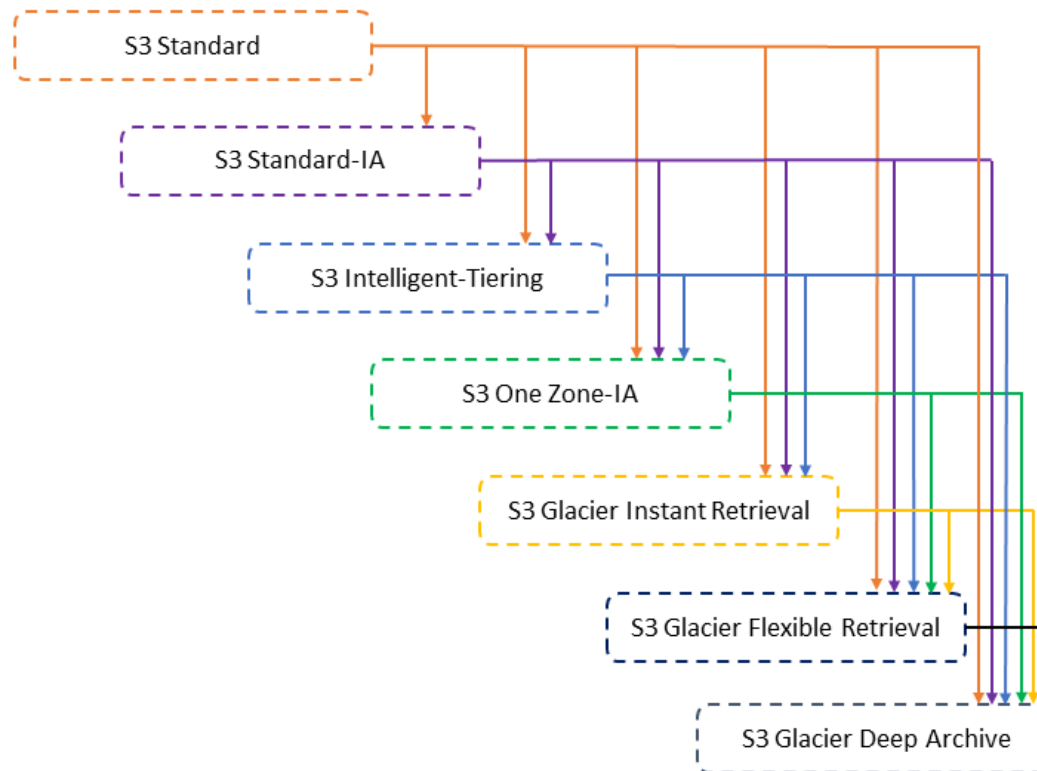 S3 Standard
S3 Standard-IA
S3 Intelligent-Tiering
S3 One Zone-IA
S3 Glacier Instant Retrieval
S3 Glacier Flexible Retrieval
S3 Glacier Deep Archive